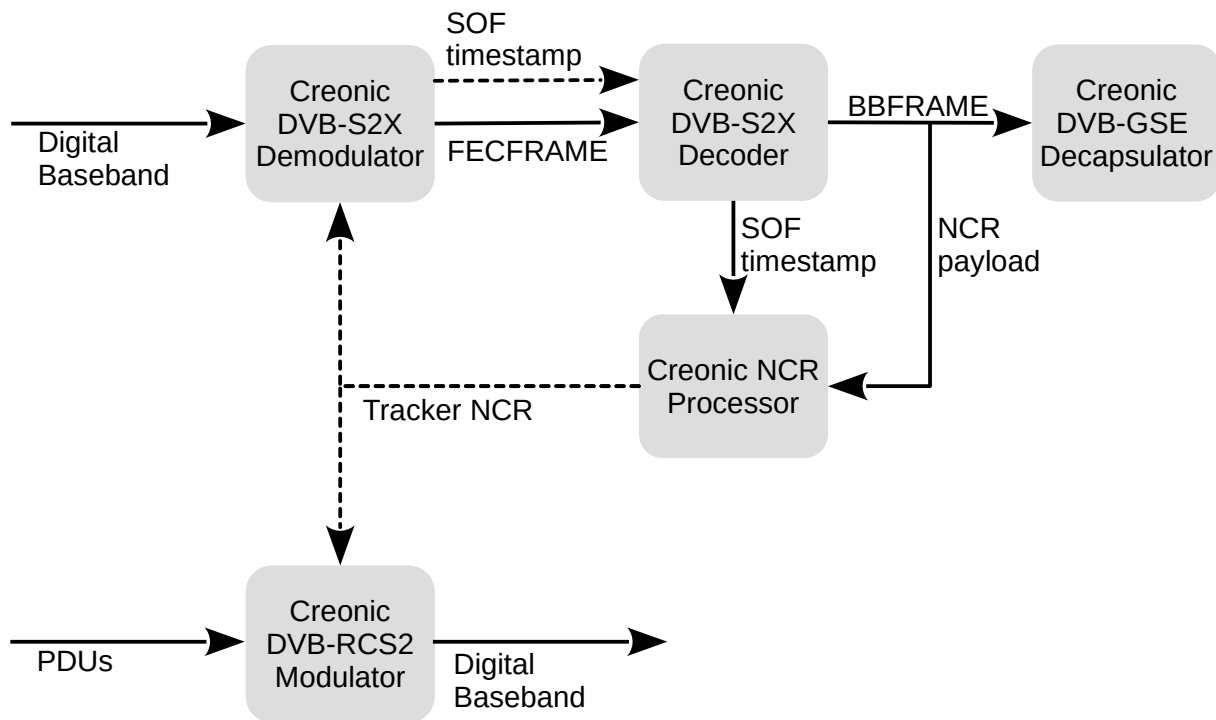 SOF
timestamp
Creonic
DVB-S2X
Demodulator
Creonic
DVB-S2X
Decoder
Creonic
DVB-GSE
Decapsulator
Digital
Baseband
FECFRAME
BBFRAME
SOF
timestamp
NCR
payload
Creonic NCR
Processor
Tracker NCR
Creonic
DVB-RCS2
Modulator
PDUs
Digital
Baseband